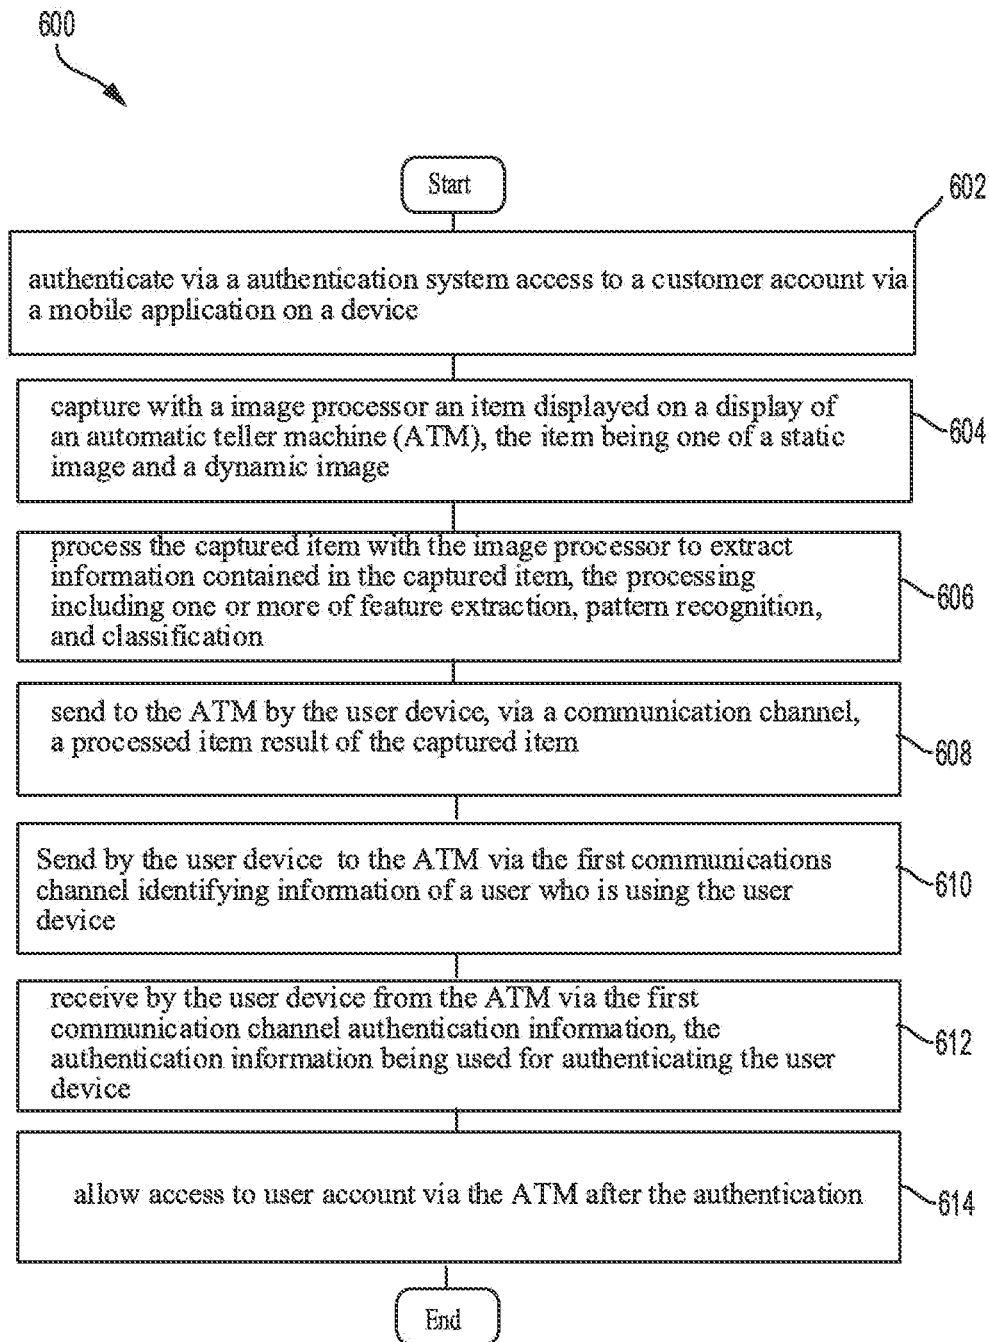 600
Start
602
authenticate via a authentication system access to a customer account via
a mobile application on a device
capture with a image processor an item displayed on a display of
an automatic teller machine (ATM), the item being one of a static
image and a dynamic image
604
process the captured item with the image processor to extract
information contained in the captured item, the processing
including one or more of feature extraction, pattern recognition,
and classification
606
send to the ATM by the user device, via a communication channel,
a processed item result of the captured item
608
Send by the user device to the ATM via the first communications
channel identifying information of a user who is using the user
device
610
receive by the user device from the ATM via the first
communication channel authentication information, the
authentication information being used for authenticating the user
device
612
allow access to user account via the ATM after the authentication
614
End